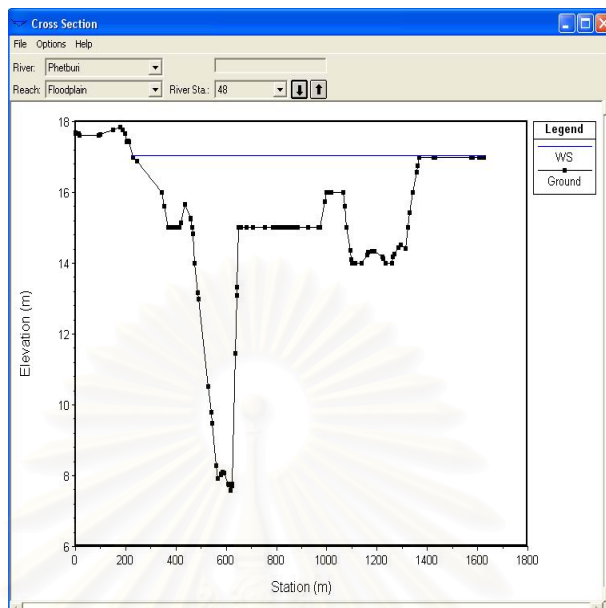 Cross Section
File Options Help
River: Phetburi
Reach: Floodplain River Sta.: 48
Legend
WS
Ground
Elevation (m)
18
16
14
12
10
8
6
0 200 400 600 800 1000 1200 1400 1600 1800
Station (m)